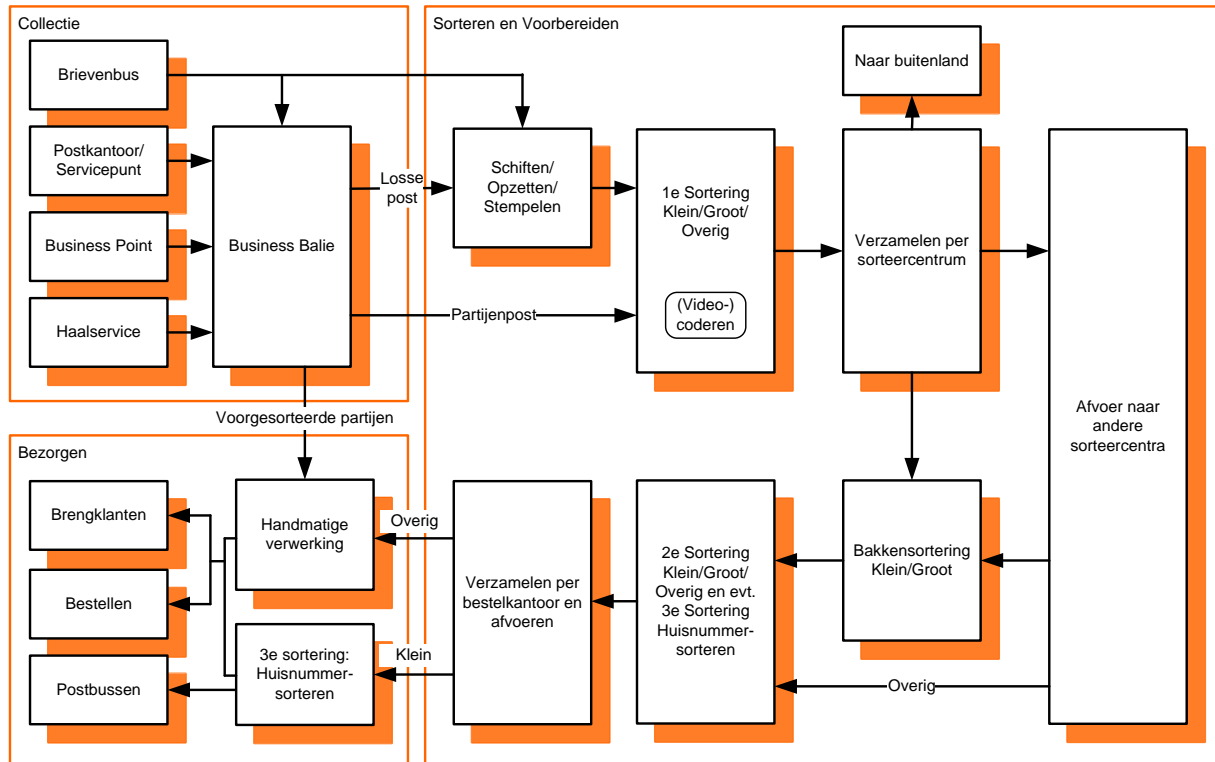 Collectie
Brievenbus
Postkantoor/
Servicepunt
Business Point
Haalservice
Business Balie
Losse
post
Partijenpost
Voorgesorteerde partijen
Sorteren en Voorbereiden
Schiften/
Opzetten/
Stempelen
1e Sortering
Klein/Groot/
Overig
(Video-)
coderen
Naar buitenland
Verzamelen per
sorteercentrum
Afvoer naar
andere
sorteercentra
Bakkensortering
Klein/Groot
Overig
2e Sortering
Klein/Groot/
Overig en evt.
3e Sortering
Huisnummer-
sorteren
Verzamelen per
bestelkantoor en
afvoeren
Overig
Klein
Bezorgen
Handmatige
verwerking
3e sortering:
Huisnummer-
sorteren
Brengklanten
Bestellen
Postbussen